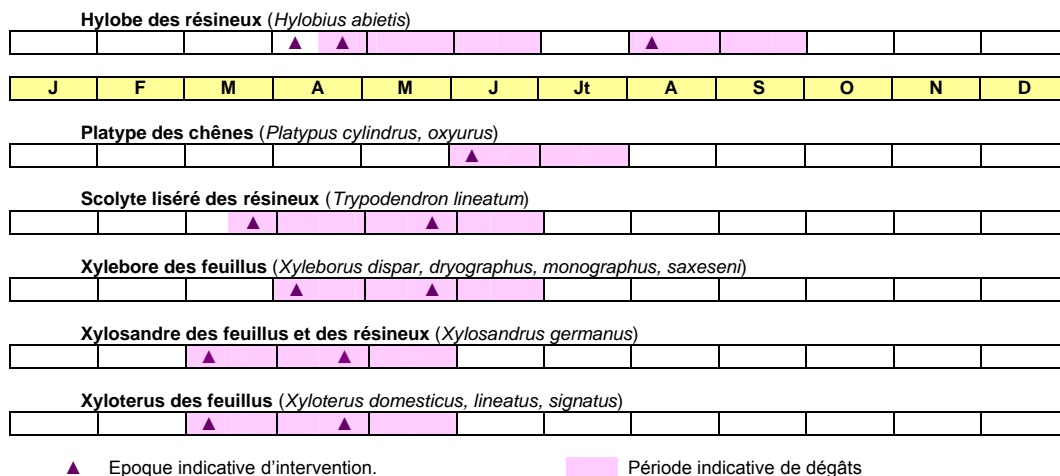 Hylobe des résineux (Hylobius abietis)
▲ ▲ ▲
J F M A M J Jt A S O N D
Platype des chênes (Platypus cylindrus, oxyurus)
▲
Scolyte liséré des résineux (Trypodendron lineatum)
▲ ▲
Xylebore des feuillus (Xyleborus dispar, dryographus, monographus, saxeseni)
▲ ▲
Xylosandre des feuillus et des résineux (Xylosandrus germanus)
▲ ▲
Xyloterus des feuillus (Xyloterus domesticus, lineatus, signatus)
▲ ▲
▲ Epoque indicative d'intervention. Période indicative de dégâts